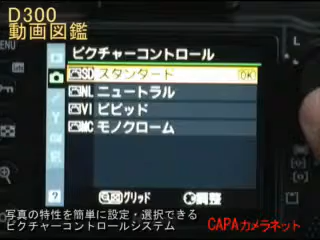 D300
動画図鑑
MENU
ピクチャーコントロール
SD スタンタート OK
NL ニュートラル
VI ビビッド
MC モノクローム
グリッド 調整
写真の特性を簡単に設定・選択できる
ピクチャーコントロールシステム
CAPAカメラネット
L
?